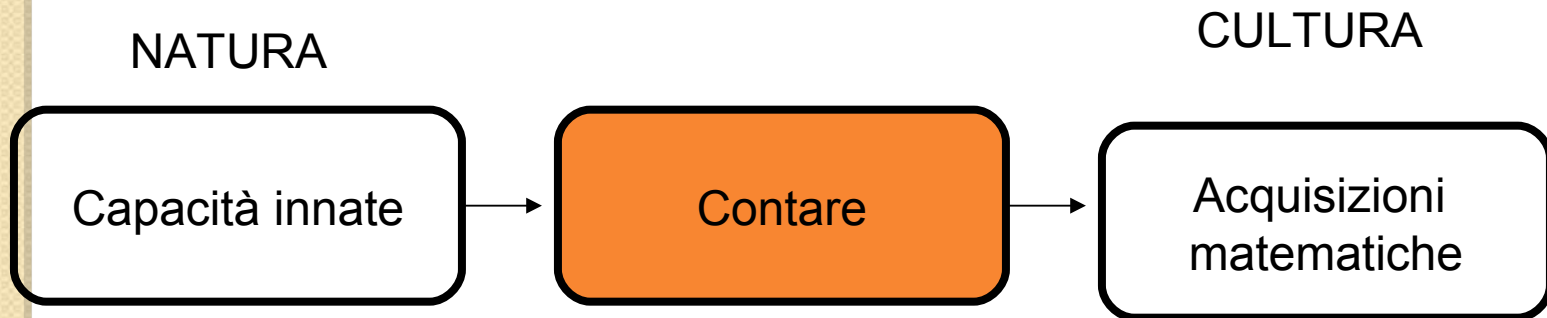 NATURA
CULTURA
Capacità innate
Contare
Acquisizioni
matematiche